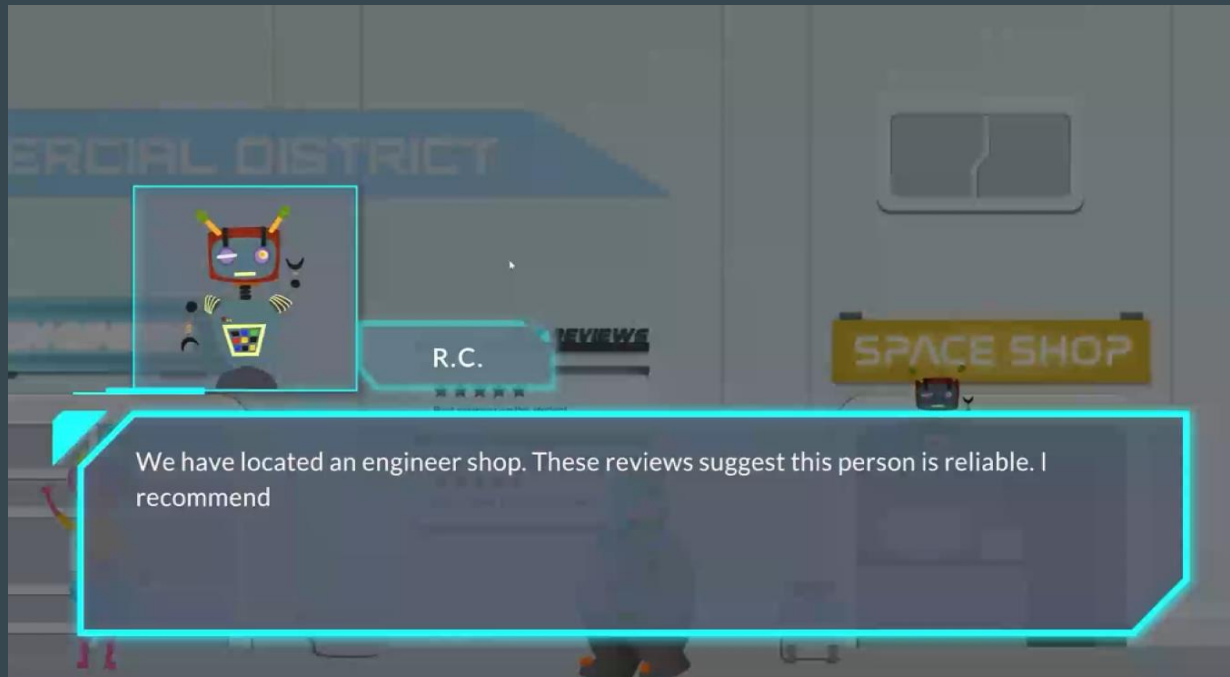 ERCIAL DISTRICT
REVIEWS
SPACE SHOP
R.C.
We have located an engineer shop. These reviews suggest this person is reliable. I
recommend